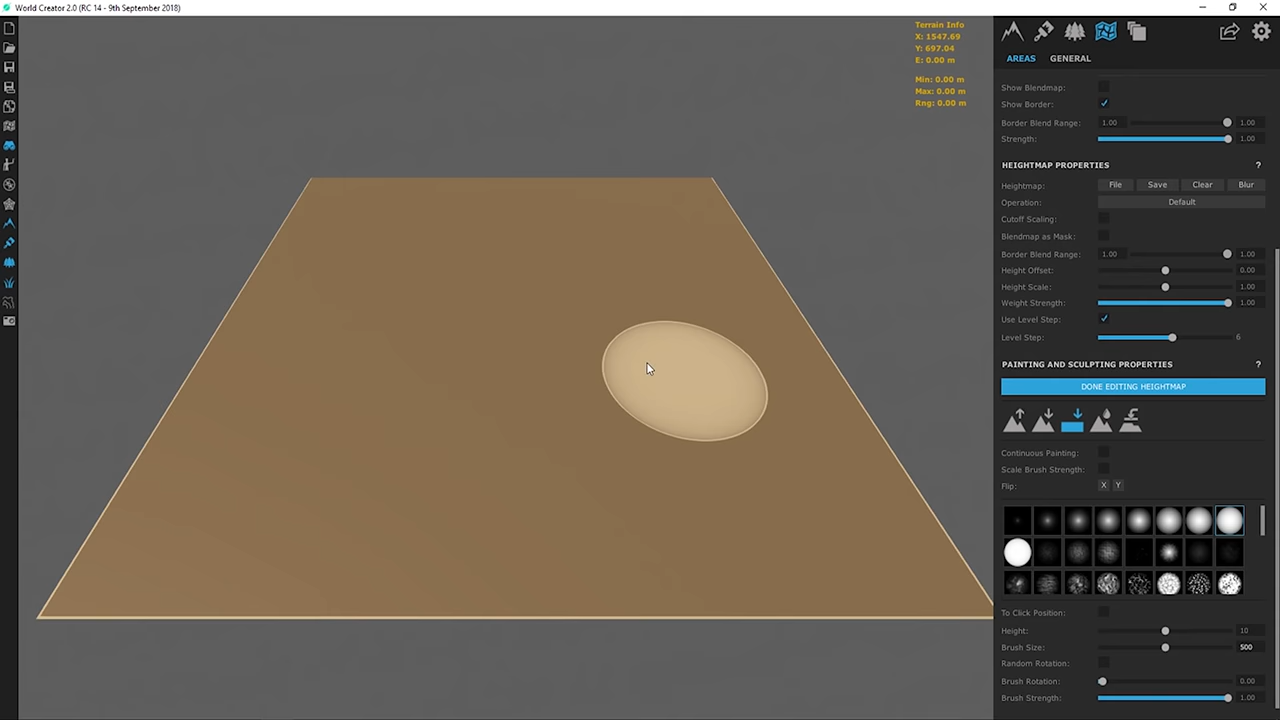 World Creator 2.0 (RC 14 - 9th September 2018)
Terrain Info
X: 1547.69
Y: 697.04
E: 0.00 m
Min: 0.00 m
Max: 0.00 m
Rng: 0.00 m
AREAS GENERAL
Show Blendmap:
Show Border:
Border Blend Range: 1.00 1.00
Strength: 1.00
HEIGHTMAP PROPERTIES ?
Heightmap: File Save Clear Blur
Operation: Default
Cutoff Scaling:
Blendmap as Mask:
Border Blend Range: 1.00 1.00
Height Offset: 0.00
Height Scale: 1.00
Weight Strength: 1.00
Use Level Step:
Level Step: 6
PAINTING AND SCULPTING PROPERTIES ?
DONE EDITING HEIGHTMAP
Continuous Painting:
Scale Brush Strength:
Flip: X Y
To Click Position:
Height: 10
Brush Size: 500
Random Rotation:
Brush Rotation: 0.00
Brush Strength: 1.00